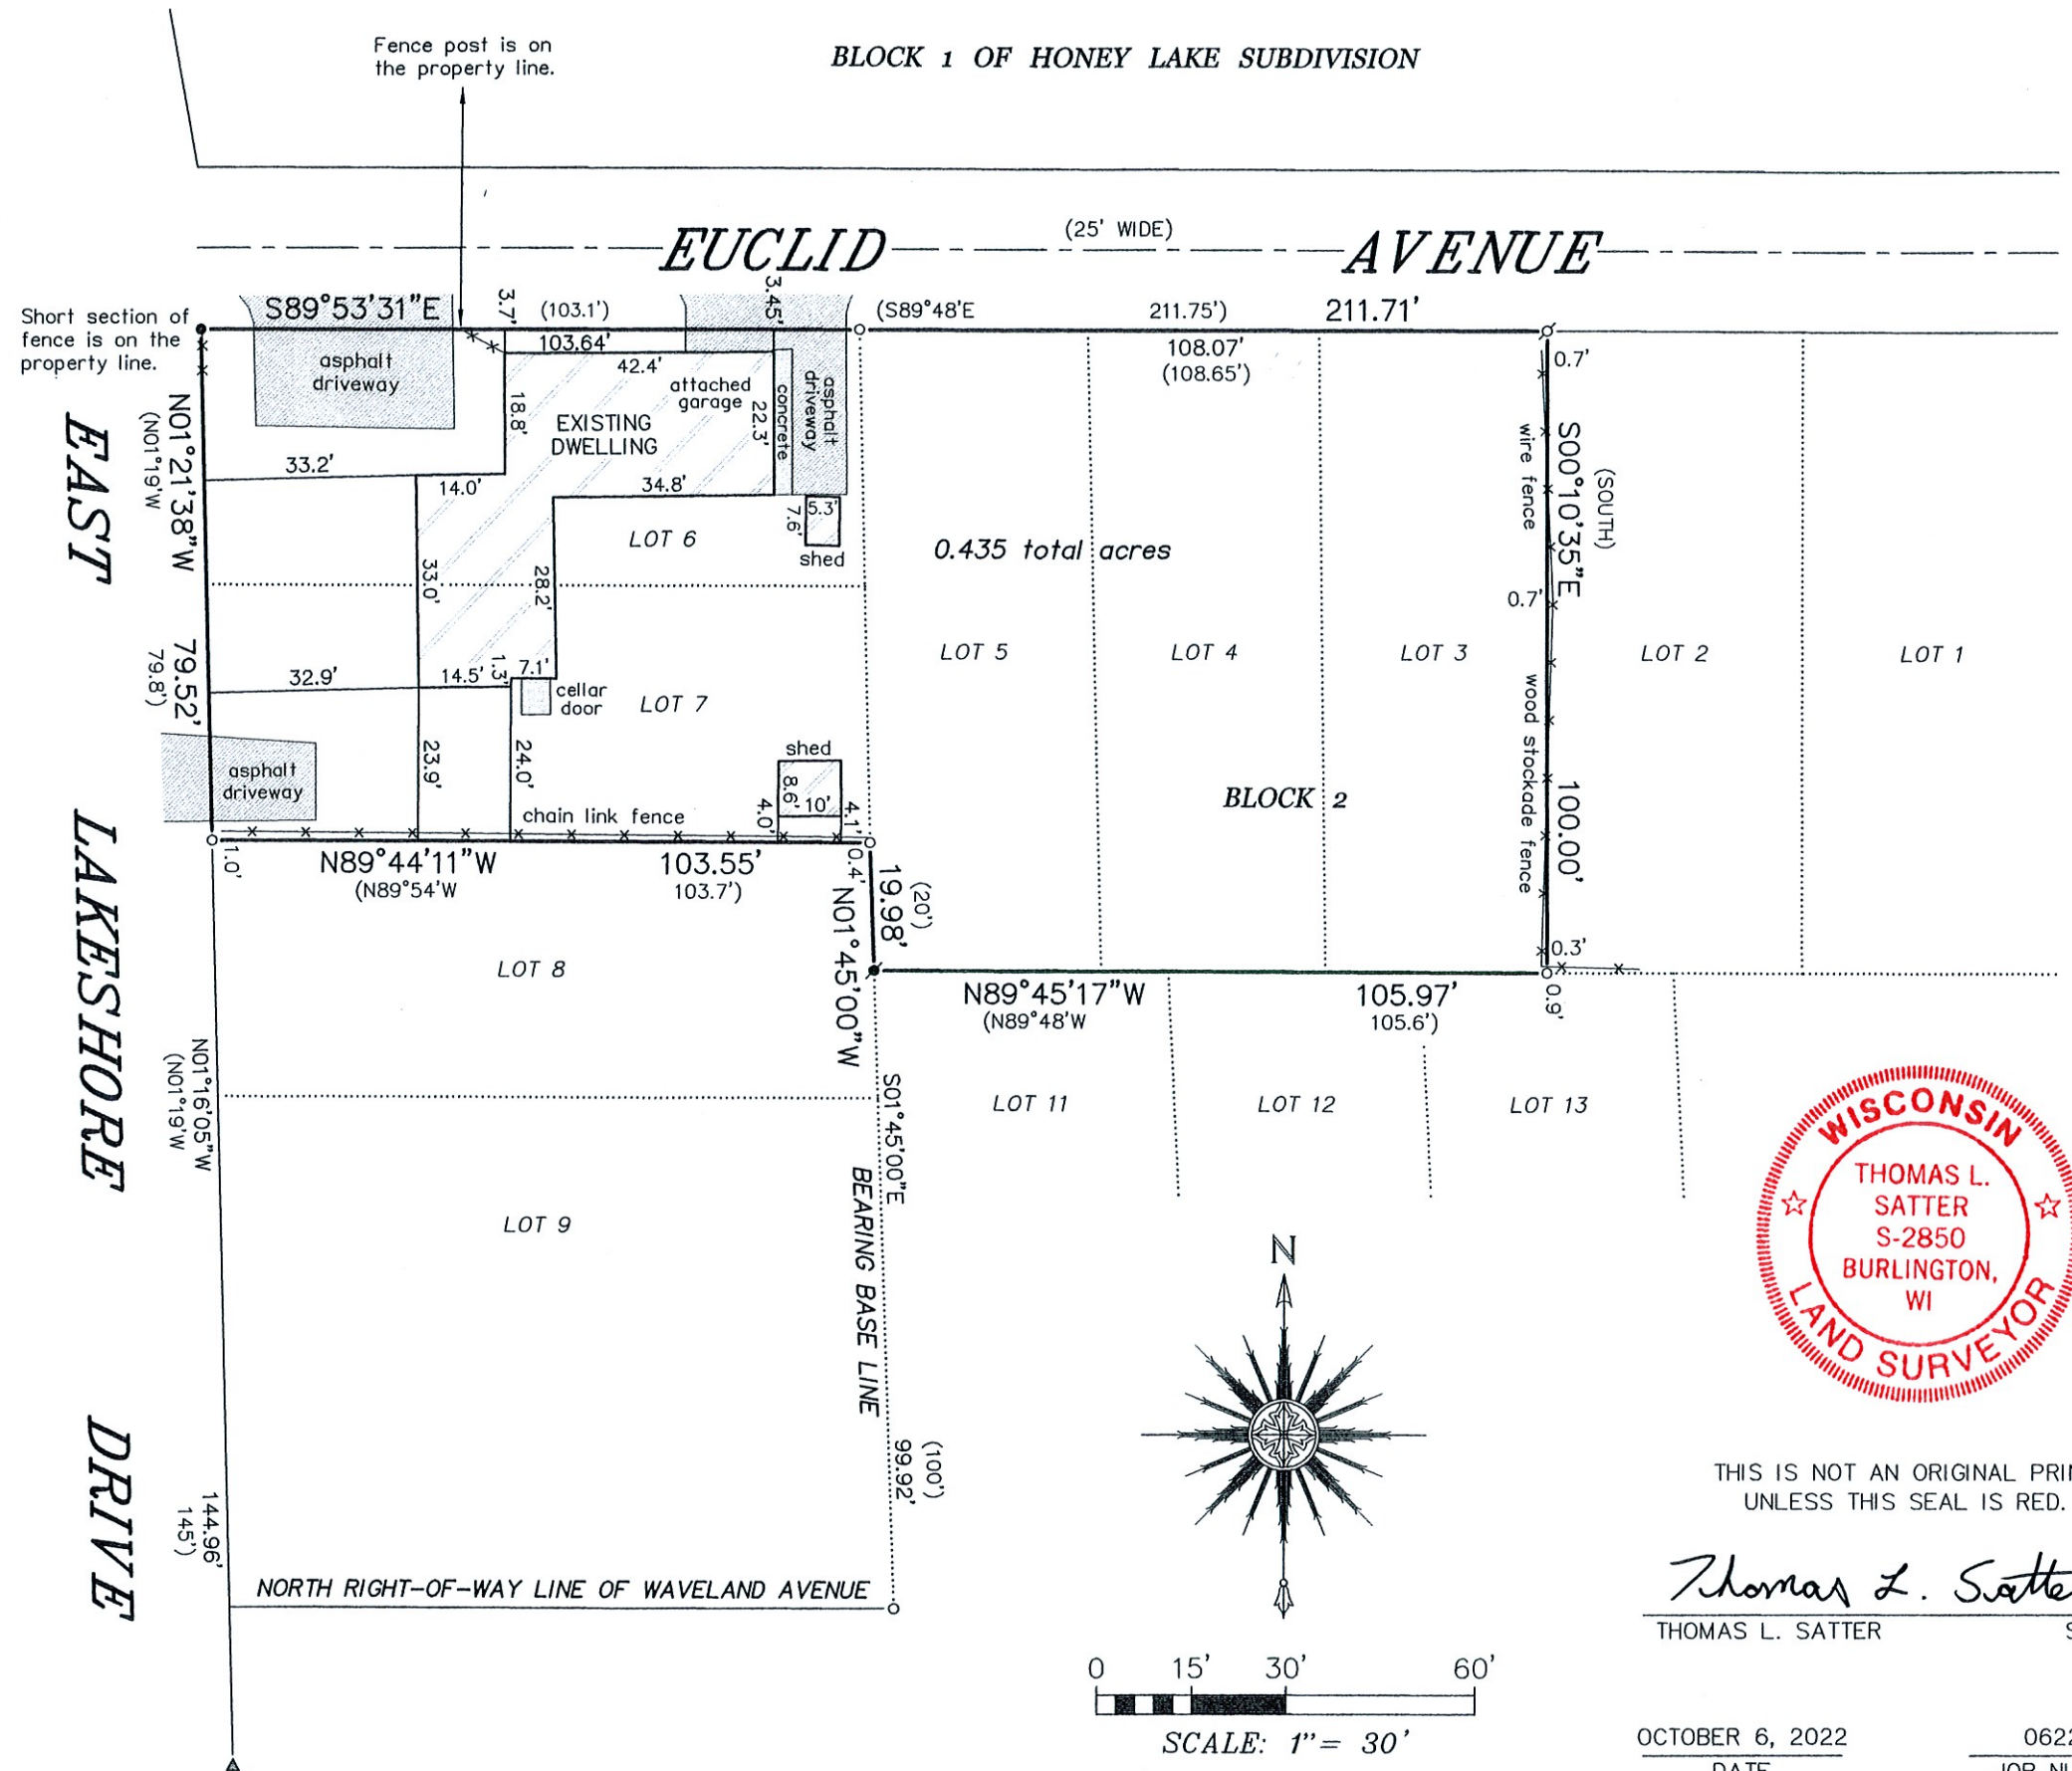 Fence post is on
the property line.
BLOCK 1 OF HONEY LAKE SUBDIVISION
(25' WIDE)
EUCLID AVENUE
Short section of
fence is on the
property line.
S89°53'31"E
3.7'
(103.1')
103.64'
3.45'
(S89°48'E
211.75')
211.71'
108.07'
(108.65')
asphalt
driveway
42.4'
attached
garage
22.3'
concrete
asphalt
driveway
18.8'
EXISTING
DWELLING
0.7'
wire fence
S00°10'35"E
(SOUTH)
N01°21'38"W
(N01°19'W
33.2'
14.0'
34.8'
5.3'
7.6'
shed
LOT 6
0.435 total acres
33.0'
28.2'
0.7'
79.52'
79.8')
32.9'
14.5'
1.3'
7.1'
cellar
door
LOT 7
LOT 5
LOT 4
LOT 3
LOT 2
LOT 1
wood stockade fence
100.00'
asphalt
driveway
23.9'
24.0'
shed
8.6'
10'
4.0'
4.1'
chain link fence
BLOCK 2
1.0'
N89°44'11"W
103.55'
(N89°54'W
103.7')
0.4'
19.98'
(20')
N01°45'00"W
0.3'
0.9'
N89°45'17"W
105.97'
(N89°48'W
105.6')
LOT 8
LOT 11
LOT 12
LOT 13
N01°16'05"W
(N01°19'W
S01°45'00"E
BEARING BASE LINE
99.92'
(100')
LOT 9
144.96'
145')
EAST LAKESHORE DRIVE
NORTH RIGHT-OF-WAY LINE OF WAVELAND AVENUE
N
0 15' 30' 60'
SCALE: 1"= 30'
WISCONSIN
THOMAS L.
SATTER
S-2850
BURLINGTON,
WI
LAND SURVEYOR
THIS IS NOT AN ORIGINAL
UNLESS THIS SEAL IS RED.
Thomas L. Satte
THOMAS L. SATTER
OCTOBER 6, 2022
DATE